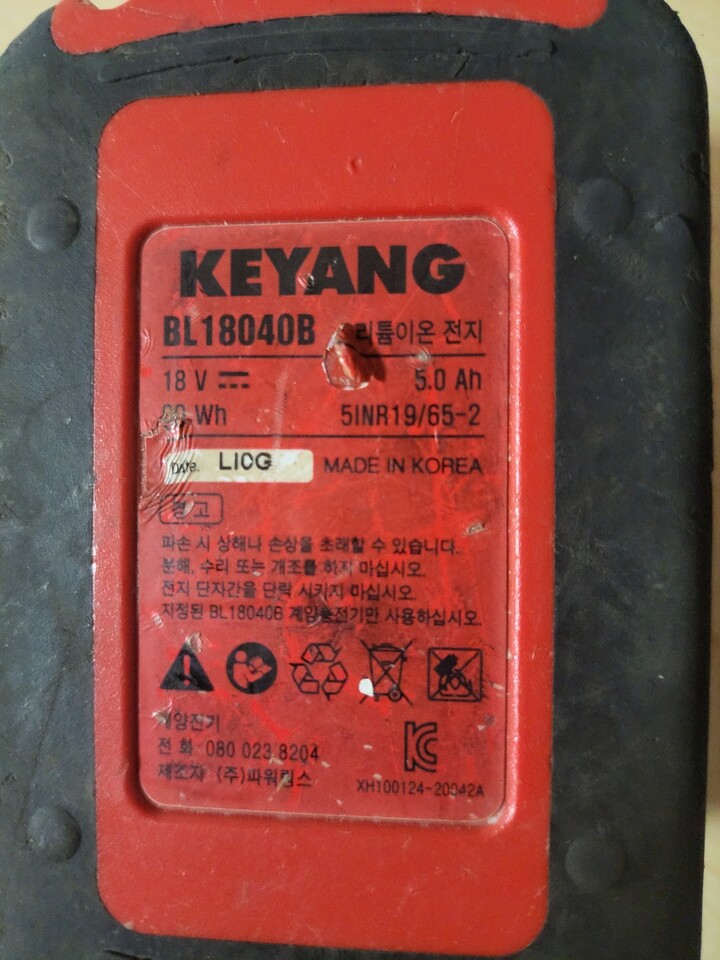 KEYANG
BL18040B 리튬이온 전지
18 V 5.0 Ah
Wh 5INR19/65-2
Date. L10G MADE IN KOREA
경고
파손 시 상해나 손상을 초래할 수 있습니다.
분해, 수리 또는 개조를 하지 마십시오.
전지 단자간을 단락 시키지 마십시오.
지정된 BL18040B 계양충전기만 사용하십시오.
계양전기
전 화 080 023 8204
제조자 (주)파워링스
XH100124-20042A